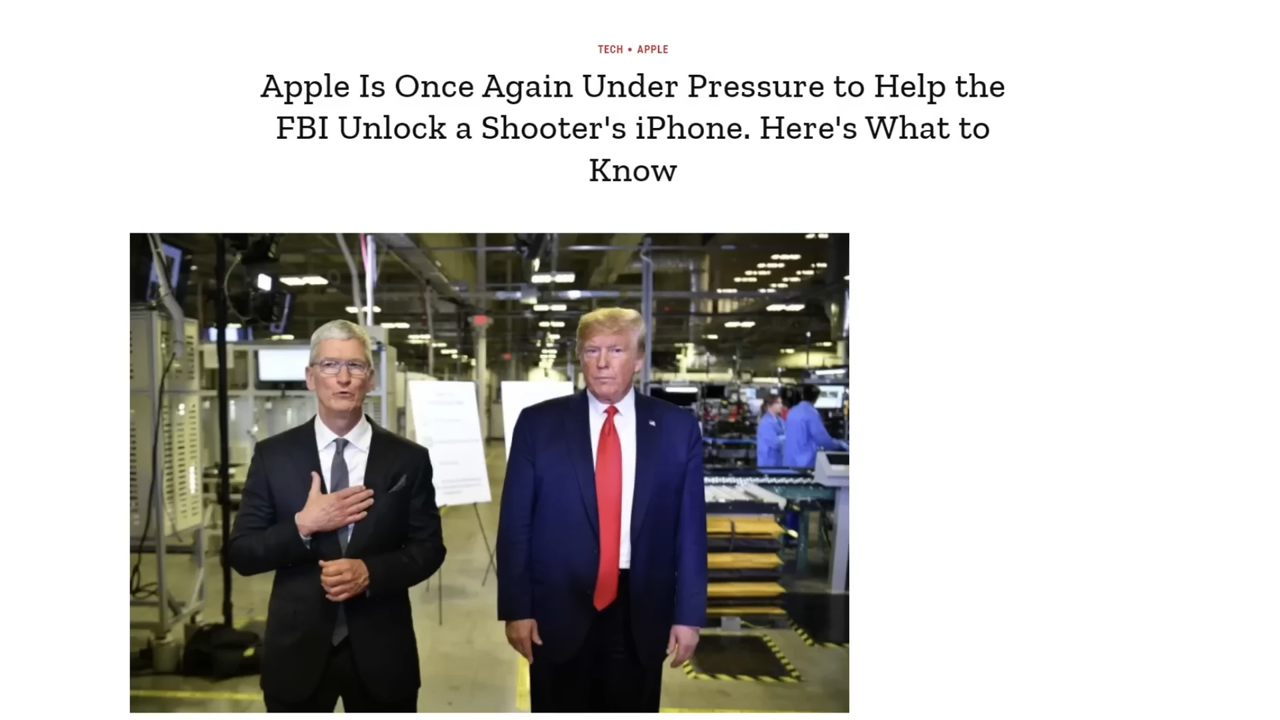 TECH • APPLE
Apple Is Once Again Under Pressure to Help the
FBI Unlock a Shooter's iPhone. Here's What to
Know